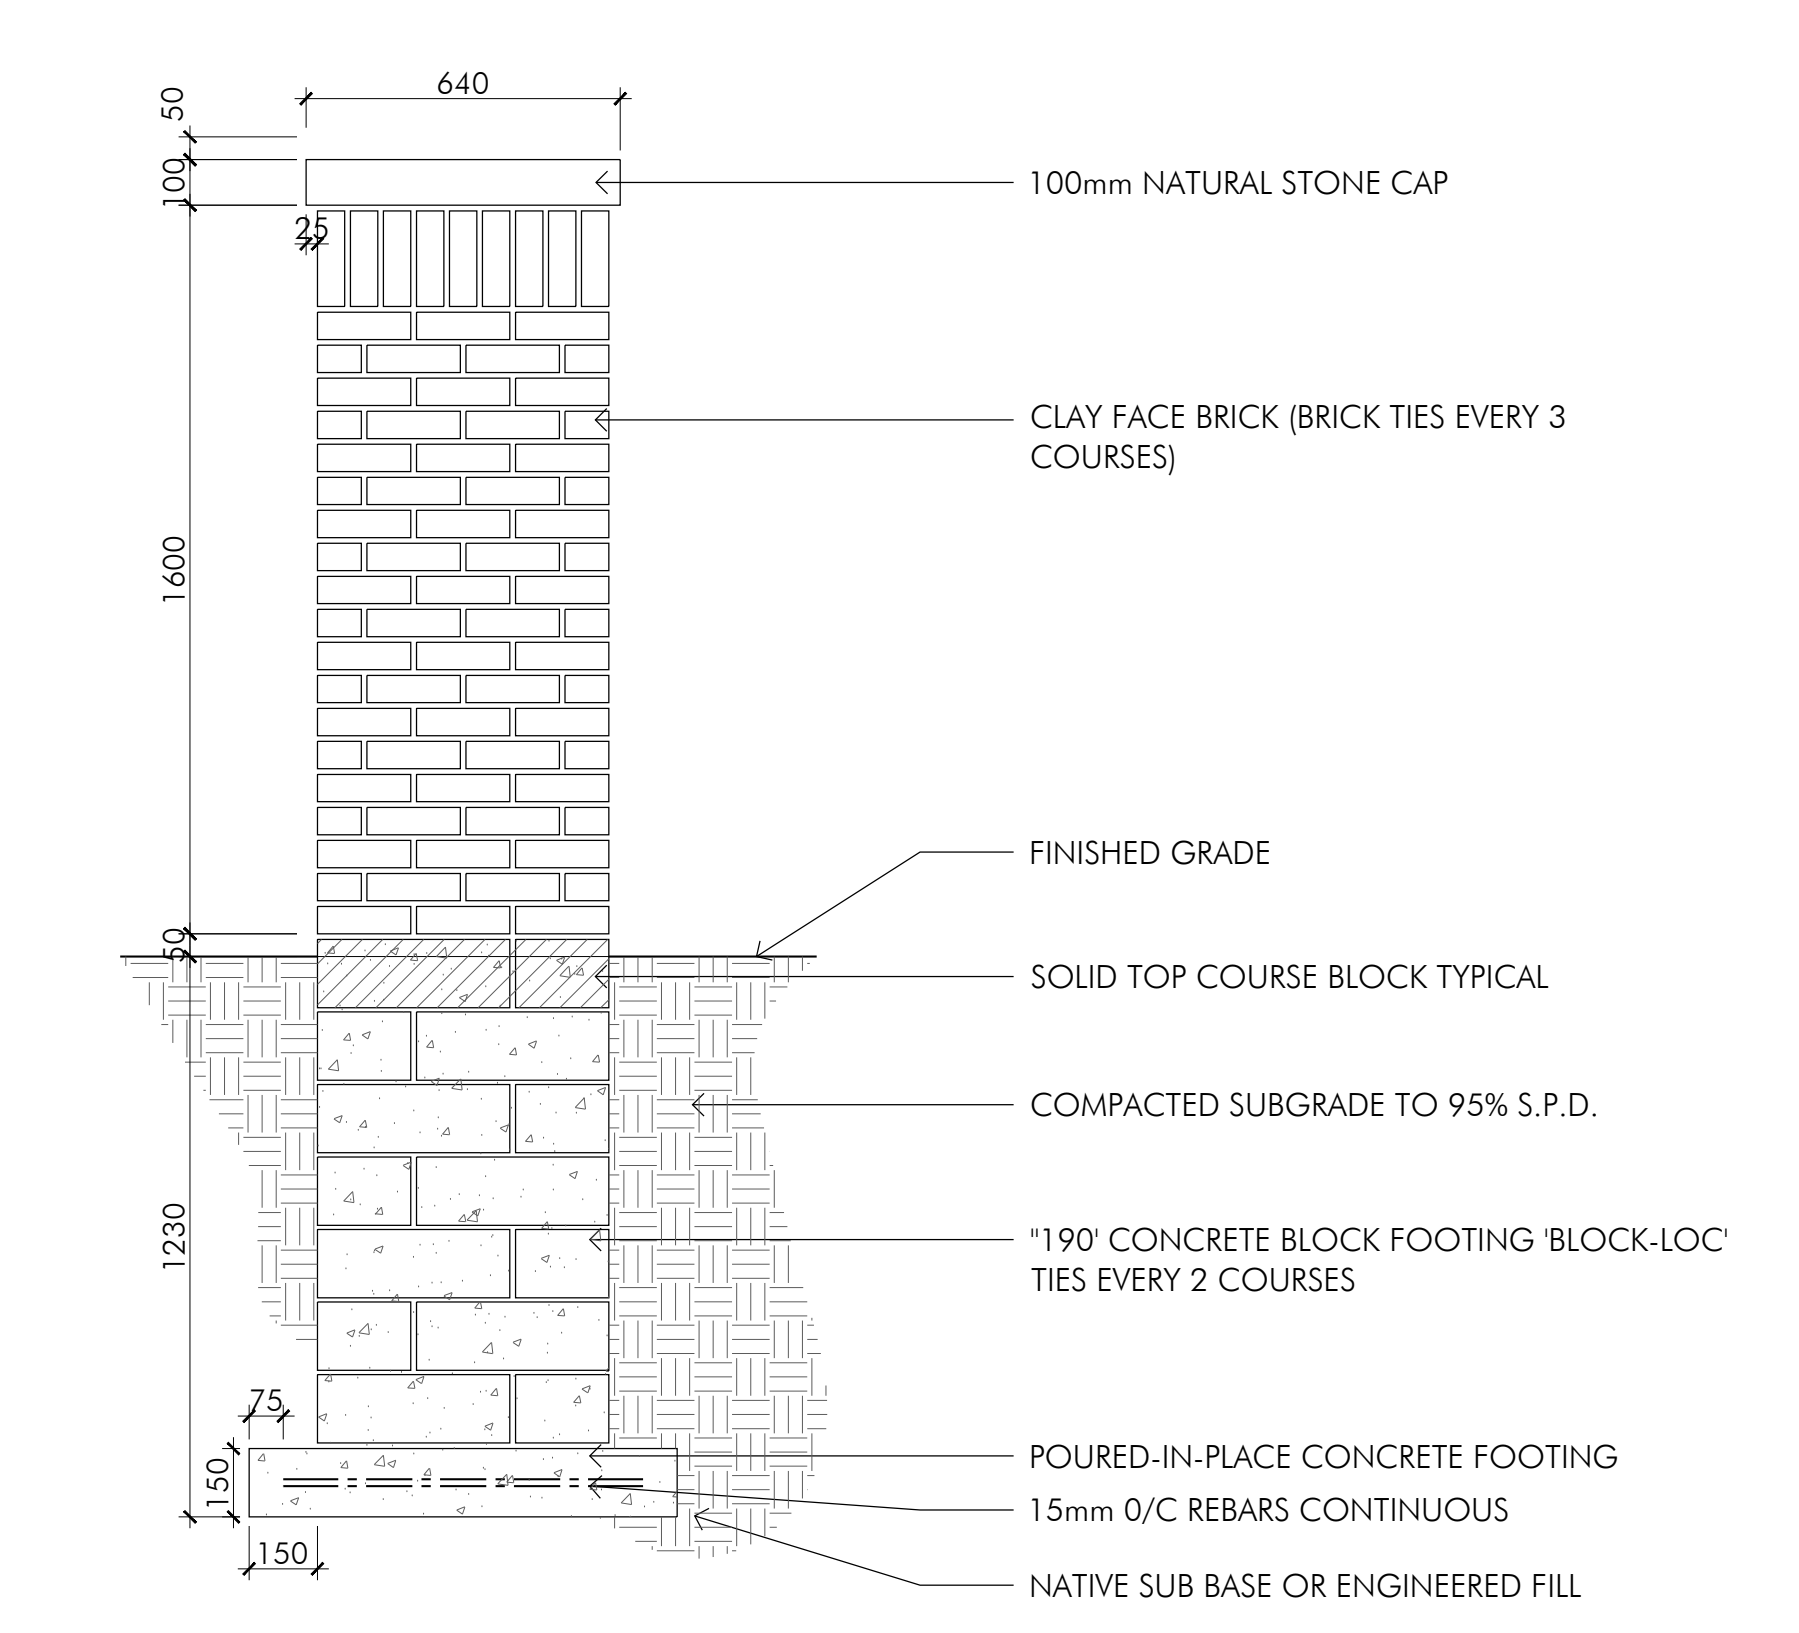 640
50
100
100mm NATURAL STONE CAP
25
CLAY FACE BRICK (BRICK TIES EVERY 3
COURSES)
1600
FINISHED GRADE
50
SOLID TOP COURSE BLOCK TYPICAL
COMPACTED SUBGRADE TO 95% S.P.D.
1230
"190' CONCRETE BLOCK FOOTING 'BLOCK-LOC'
TIES EVERY 2 COURSES
75
POURED-IN-PLACE CONCRETE FOOTING
150
15mm 0/C REBARS CONTINUOUS
150
NATIVE SUB BASE OR ENGINEERED FILL